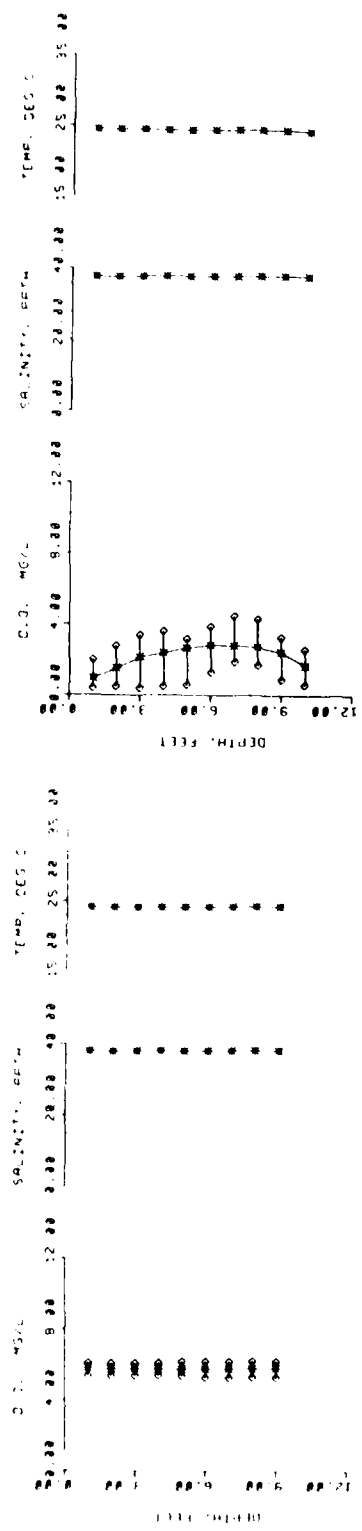 D.O. MG/L
0.00 4.00 8.00 12.00
SALINITY, PPTH
0.00 20.00 40.00
TEMP, DEG C
15.00 25.00 35.00
DEPTH, FEET
0.00
3.00
6.00
9.00
12.00
D.O. MG/L
0.00 4.00 8.00 12.00
SALINITY, PPTH
0.00 20.00 40.00
TEMP, DEG C
15.00 25.00 35.00
DEPTH, FEET
0.00
3.00
6.00
9.00
12.00